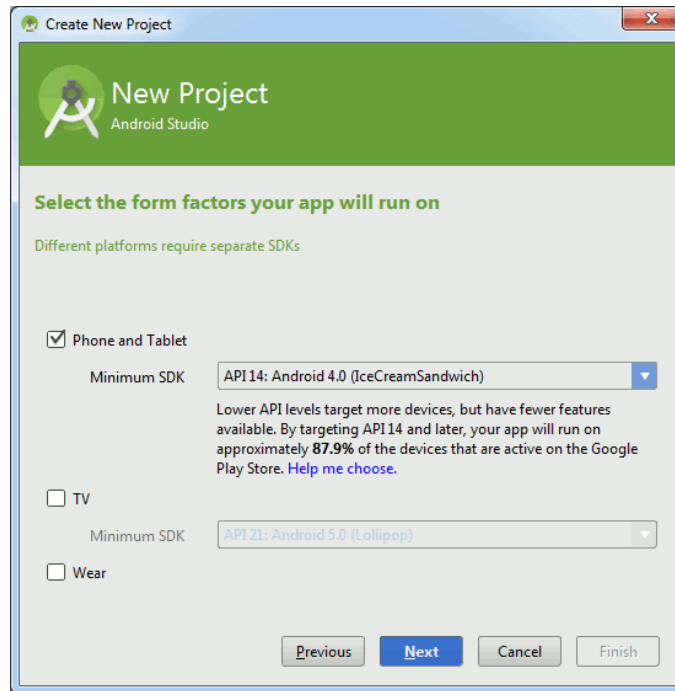 Create New Project
New Project
Android Studio
Select the form factors your app will run on
Different platforms require separate SDKs
Phone and Tablet
Minimum SDK API 14: Android 4.0 (IceCreamSandwich)
Lower API levels target more devices, but have fewer features
available. By targeting API 14 and later, your app will run on
approximately 87.9% of the devices that are active on the Google
Play Store. Help me choose.
TV
Minimum SDK API 21: Android 5.0 (Lollipop)
Wear
Previous Next Cancel Finish